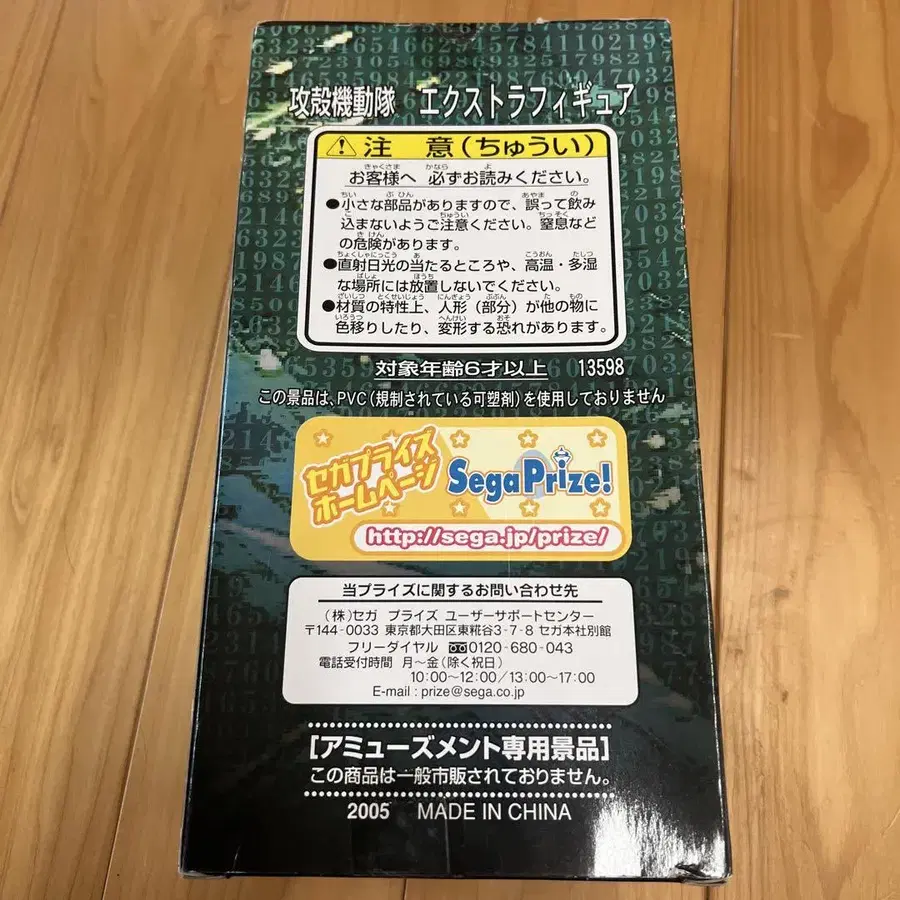 攻殻機動隊 エクストラフィギュア
注 意(ちゅうい)
お客様へ 必ずお読みください。
●小さな部品がありますので、誤って飲み
込まないようご注意ください。窒息など
の危険があります。
●直射日光の当たるところや、高温・多湿
な場所には放置しないでください。
●材質の特性上、人形(部分)が他の物に
色移りしたり、変形する恐れがあります。
対象年齢6才以上 13598
この景品は、PVC(規制されている可塑剤)を使用しておりません
セガプライズ
ホームページ
SegaPrize!
http://sega.jp/prize/
当プライズに関するお問い合わせ先
(株)セガ プライズ ユーザーサポートセンター
〒144-0033 東京都大田区東糀谷3-7-8 セガ本社別館
フリーダイヤル 0120-680-043
電話受付時間 月〜金(除く祝日)
10:00〜12:00/13:00〜17:00
E-mail : prize@sega.co.jp
[アミューズメント専用景品]
この商品は一般市販されておりません。
2005 MADE IN CHINA